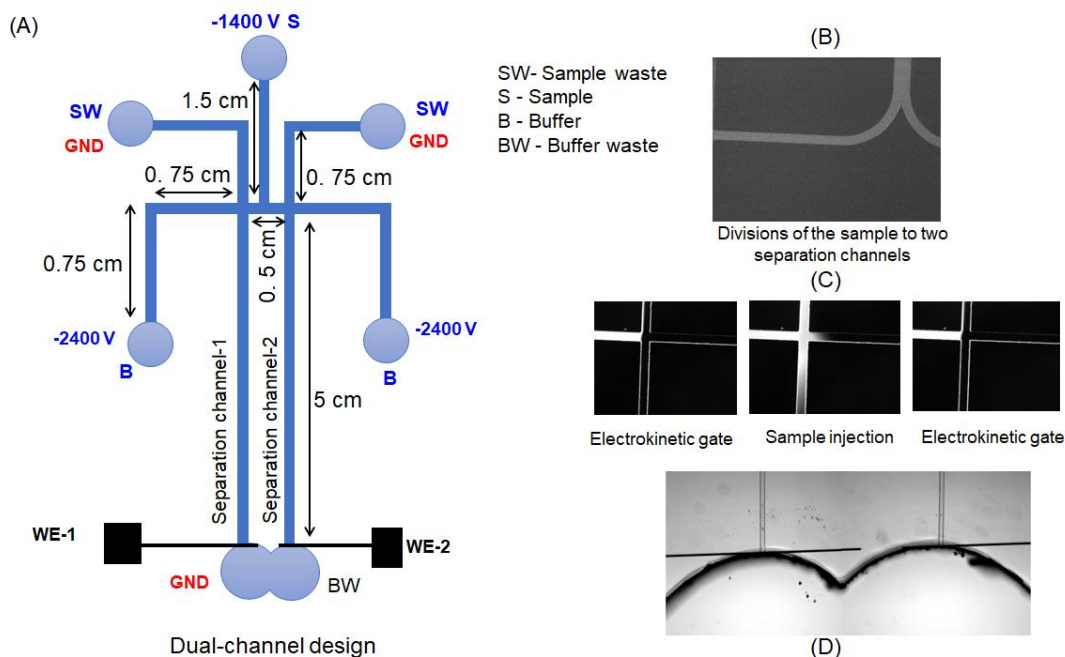 (A)
-1400 V S
1.5 cm
SW
GND
SW
GND
0. 75 cm
0. 75 cm
0.75 cm
0. 5 cm
-2400 V
B
-2400 V
B
Separation channel-1
Separation channel-2
5 cm
WE-1
WE-2
GND
BW
Dual-channel design
SW- Sample waste
S - Sample
B - Buffer
BW - Buffer waste
(B)
Divisions of the sample to two
separation channels
(C)
Electrokinetic gate
Sample injection
Electrokinetic gate
(D)